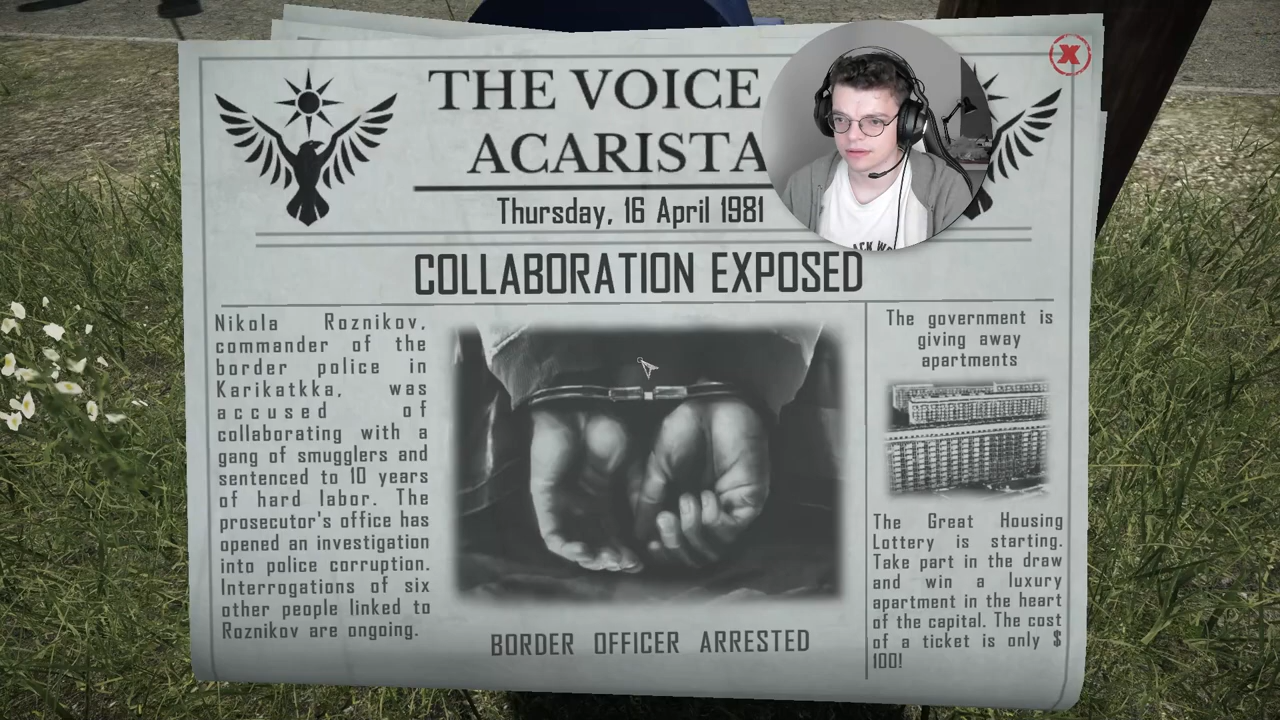 THE VOICE
ACARISTA
Thursday, 16 April 1981
COLLABORATION EXPOSED
Nikola Roznikov,
commander of the
border police in
Karikatkka, was
accused of
collaborating with a
gang of smugglers and
sentenced to 10 years
of hard labor. The
prosecutor's office has
opened an investigation
into police corruption.
Interrogations of six
other people linked to
Roznikov are ongoing.
BORDER OFFICER ARRESTED
The government is
giving away
apartments
The Great Housing
Lottery is starting.
Take part in the draw
and win a luxury
apartment in the heart
of the capital. The cost
of a ticket is only $
100!
X